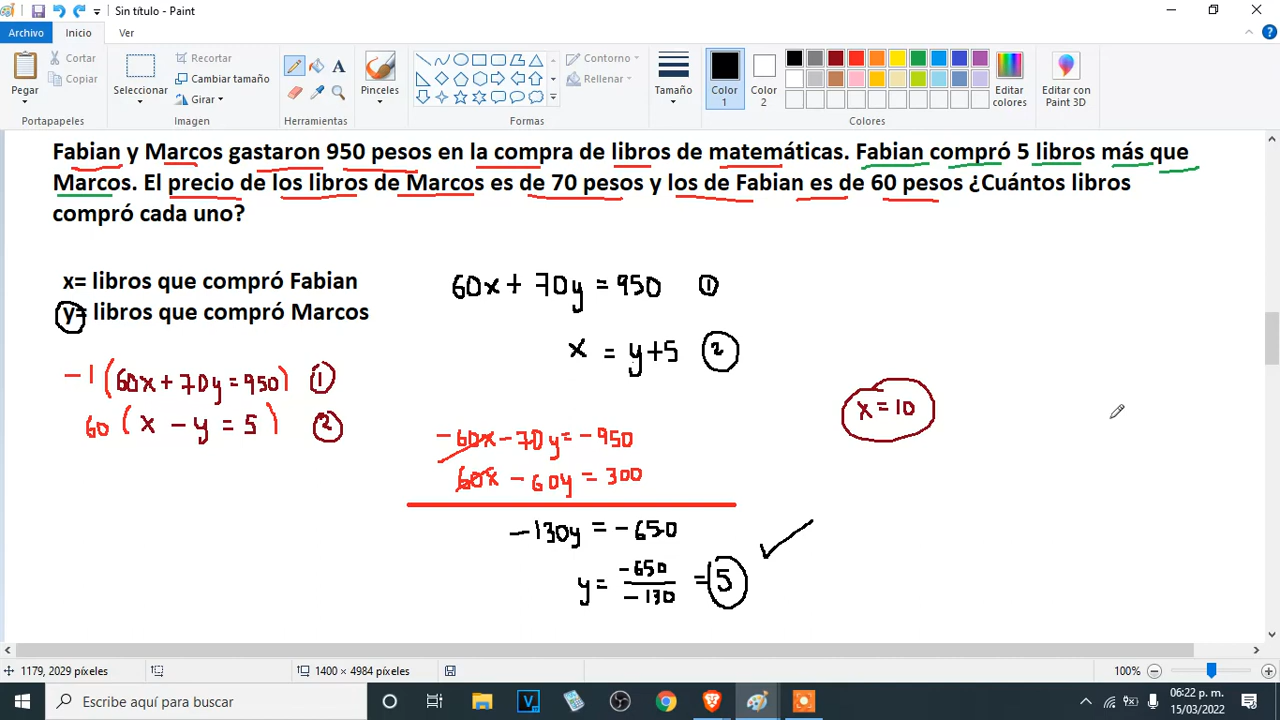 Sin título - Paint
Archivo
Inicio
Ver
Pegar
Cortar
Copiar
Portapapeles
Seleccionar
Recortar
Cambiar tamaño
Girar
Imagen
A
Herramientas
Pinceles
Contorno
Rellenar
Formas
Tamaño
Color 1
Color 2
Editar colores
Colores
Editar con Paint 3D
Fabian y Marcos gastaron 950 pesos en la compra de libros de matemáticas. Fabian compró 5 libros más que
Marcos. El precio de los libros de Marcos es de 70 pesos y los de Fabian es de 60 pesos ¿Cuántos libros
compró cada uno?
x= libros que compró Fabian
y= libros que compró Marcos
60x + 70y = 950 1
x = y+5 2
-1 (60x + 70y = 950) 1
60 (x - y = 5) 2
-60x - 70y = -950
60x - 60y = 300
-130y = -650
y = -650/-130 = 5
x = 10
1179, 2029 píxeles
1400 × 4984 píxeles
100%
Escribe aquí para buscar
V
06:22 p. m.
15/03/2022